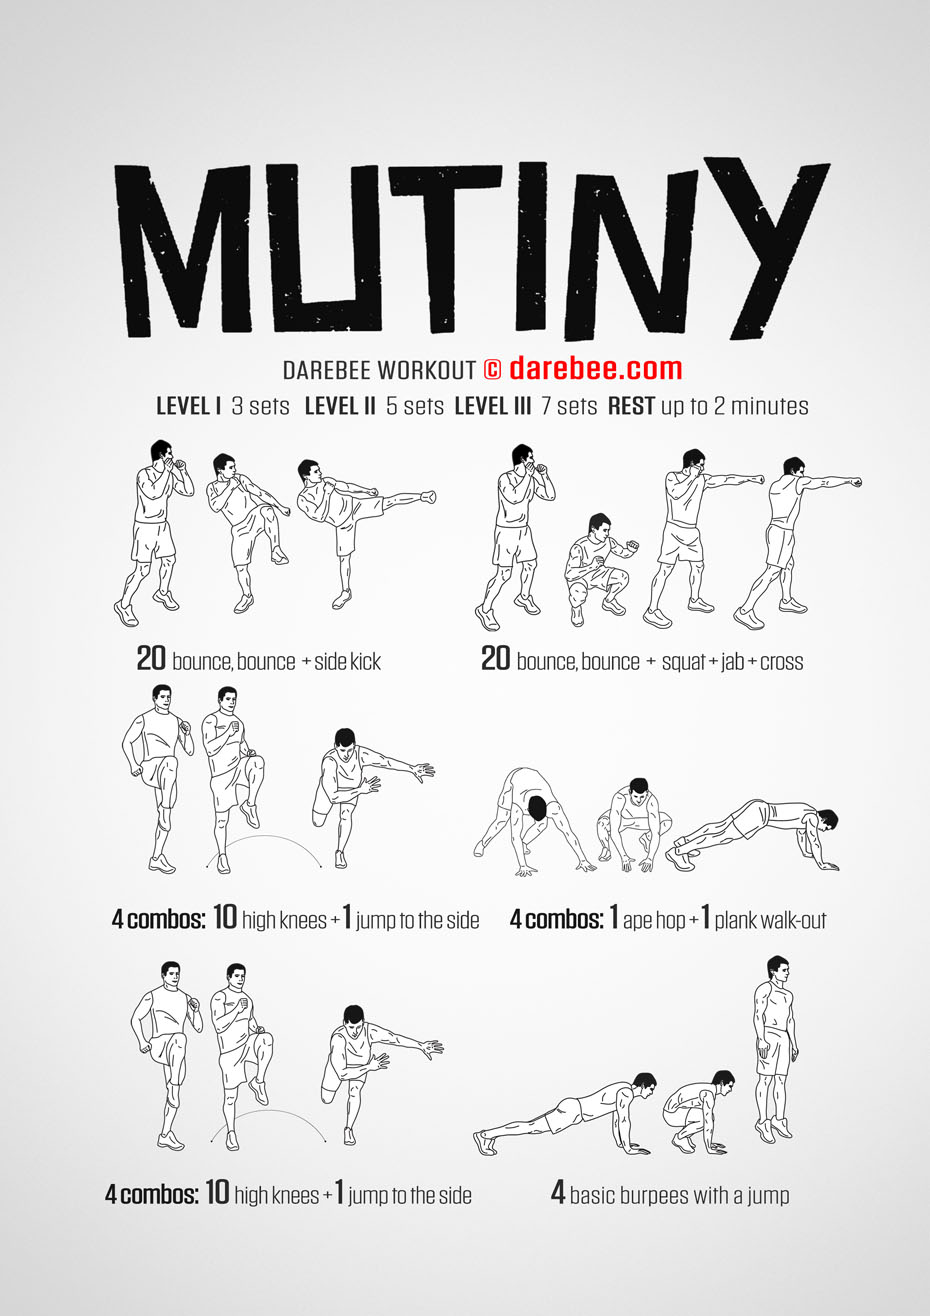 MUTINY
DAREBEE WORKOUT © darebee.com
LEVEL I 3 sets LEVEL II 5 sets LEVEL III 7 sets REST up to 2 minutes
20 bounce, bounce + side kick
20 bounce, bounce + squat + jab + cross
4 combos: 10 high knees + 1 jump to the side
4 combos: 1 ape hop + 1 plank walk-out
4 combos: 10 high knees + 1 jump to the side
4 basic burpees with a jump